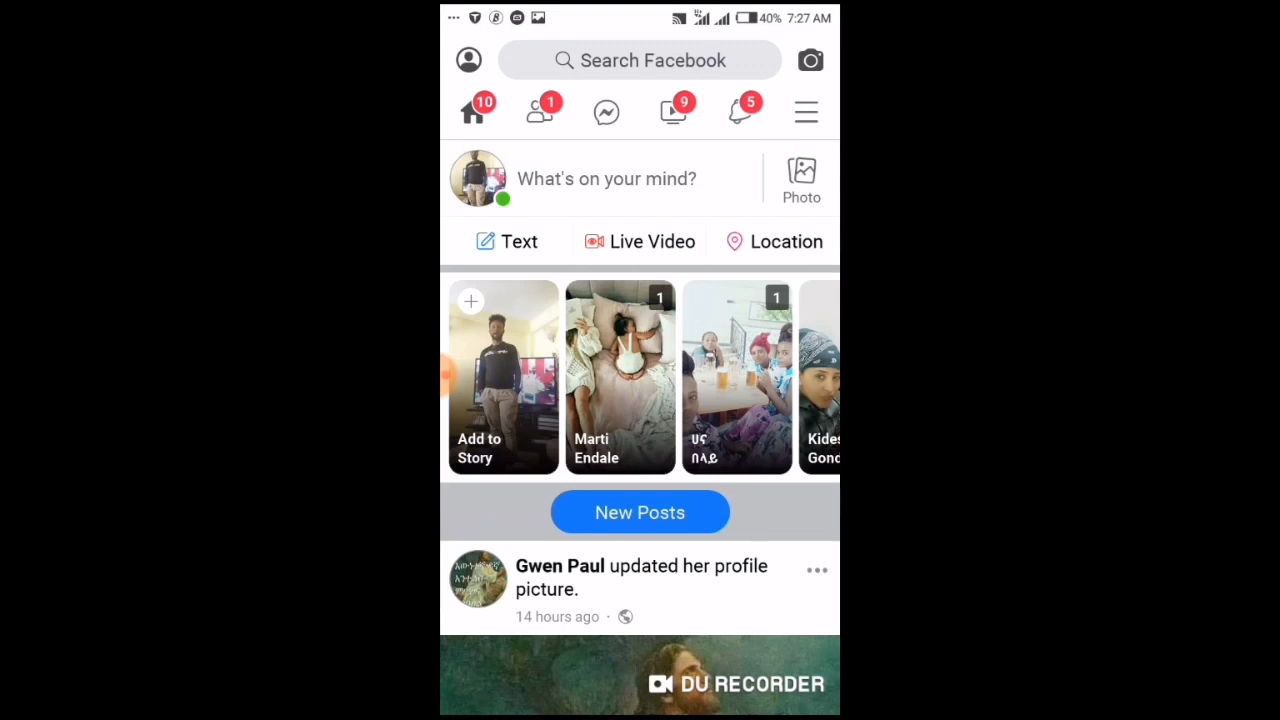 40% 7:27 AM
Search Facebook
10 1 9 5
What's on your mind?
Photo
Text Live Video Location
1 1
Add to
Story
Marti
Endale
ሀና
በላይ
Kides
Gond
New Posts
Gwen Paul updated her profile
picture.
14 hours ago ·
DU RECORDER